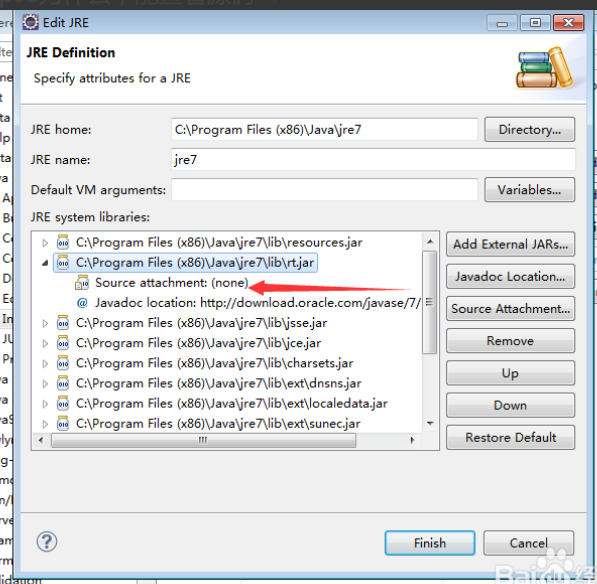 Edit JRE
JRE Definition
Specify attributes for a JRE
JRE home:
C:\Program Files (x86)\Java\jre7
Directory...
JRE name:
jre7
Default VM arguments:
Variables...
JRE system libraries:
C:\Program Files (x86)\Java\jre7\lib\resources.jar
Add External JARs...
C:\Program Files (x86)\Java\jre7\lib\rt.jar
Source attachment: (none)
Javadoc Location...
@ Javadoc location: http://download.oracle.com/javase/7/
Source Attachment...
C:\Program Files (x86)\Java\jre7\lib\jsse.jar
C:\Program Files (x86)\Java\jre7\lib\jce.jar
Remove
C:\Program Files (x86)\Java\jre7\lib\charsets.jar
Up
C:\Program Files (x86)\Java\jre7\lib\ext\dnsns.jar
C:\Program Files (x86)\Java\jre7\lib\ext\localedata.jar
Down
C:\Program Files (x86)\Java\jre7\lib\ext\sunec.jar
Restore Default
?
Finish
Cancel